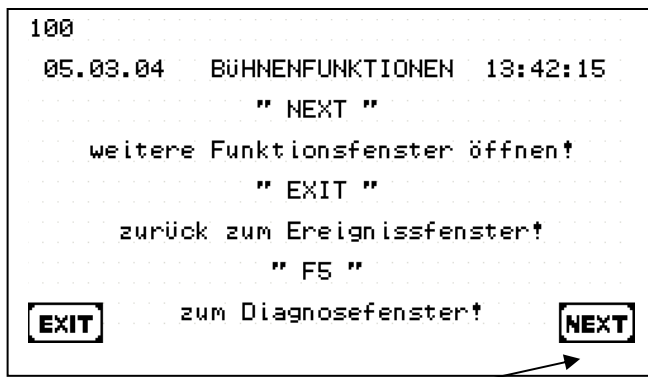 100
05.03.04 BüHNENFUNKTIONEN 13:42:15
" NEXT "
weitere Funktionsfenster öffnen!
" EXIT "
zurück zum Ereignissfenster!
" F5 "
zum Diagnosefenster!
EXIT NEXT